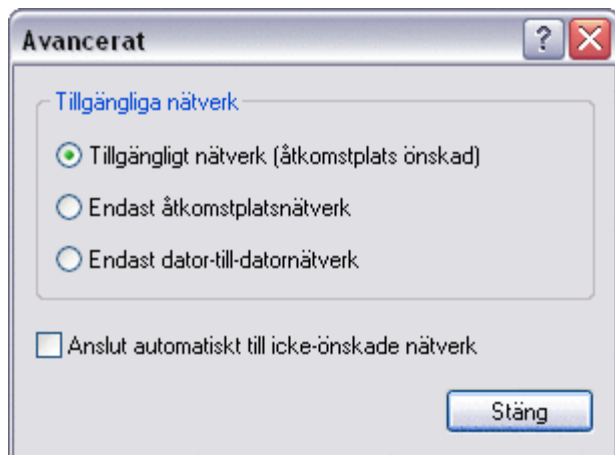 Avancerat
Tillgängliga nätverk
Tillgängligt nätverk (åtkomstplats önskad)
Endast åtkomstplatsnätverk
Endast dator-till-datornätverk
Anslut automatiskt till icke-önskade nätverk
Stäng